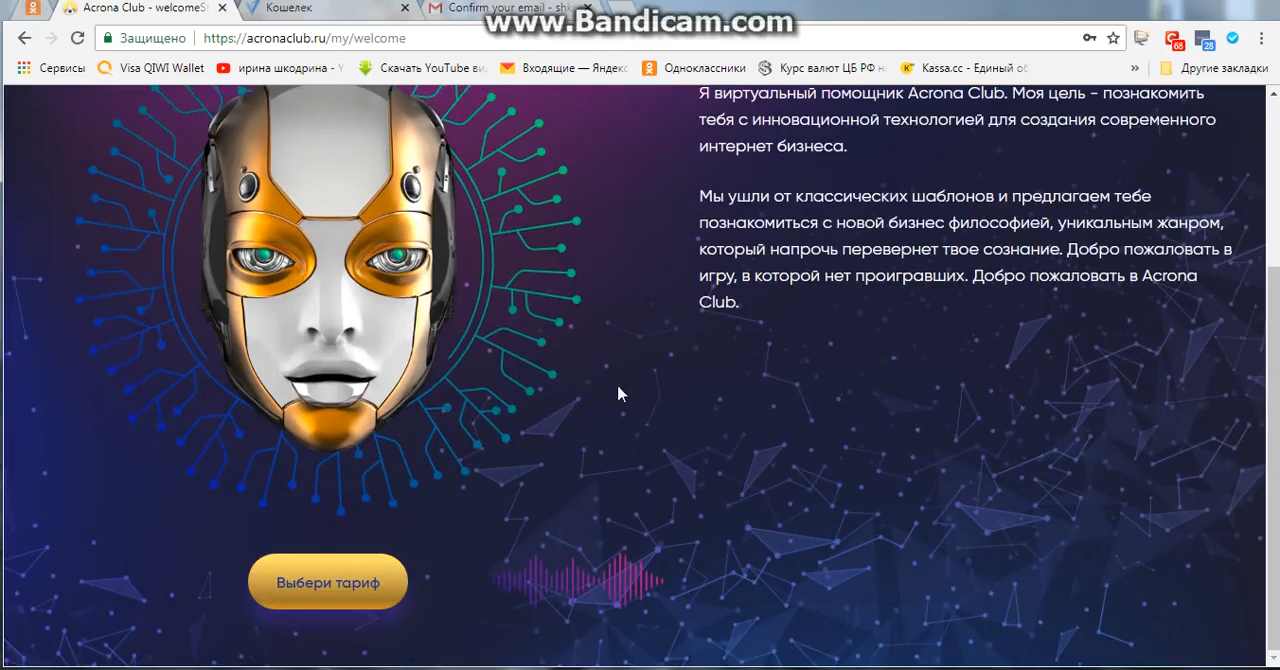 www.Bandicam.com
Acrona Club - welcomeSt
Кошелек
Confirm your email - shk
Защищено
https://acronaclub.ru/my/welcome
68
28
Сервисы
Visa QIWI Wallet
ирина шкодрина - Y
Скачать YouTube ви
Входящие — Яндекс
Одноклассники
Курс валют ЦБ РФ н
Kassa.cc - Единый об
»
Другие закладки
Я виртуальный помощник Acrona Club. Моя цель - познакомить
тебя с инновационной технологией для создания современного
интернет бизнеса.
Мы ушли от классических шаблонов и предлагаем тебе
познакомиться с новой бизнес философией, уникальным жанром,
который напрочь перевернет твое сознание. Добро пожаловать в
игру, в которой нет проигравших. Добро пожаловать в Acrona
Club.
Выбери тариф